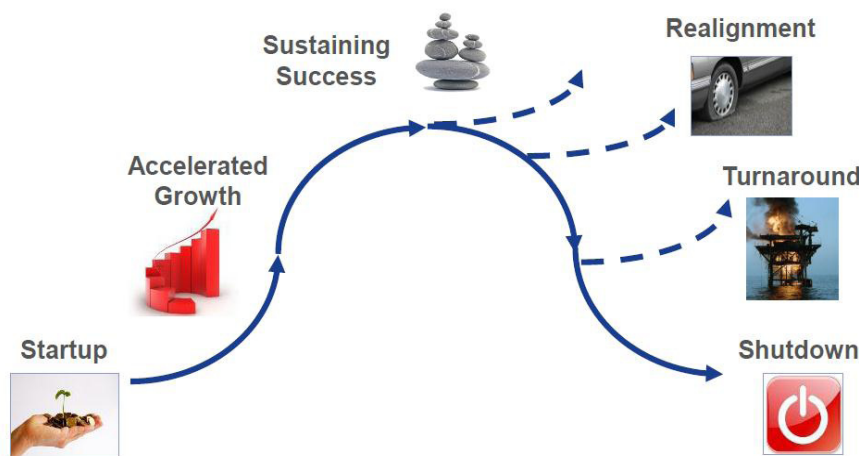 Sustaining
Success
Realignment
Accelerated
Growth
Turnaround
Startup
Shutdown